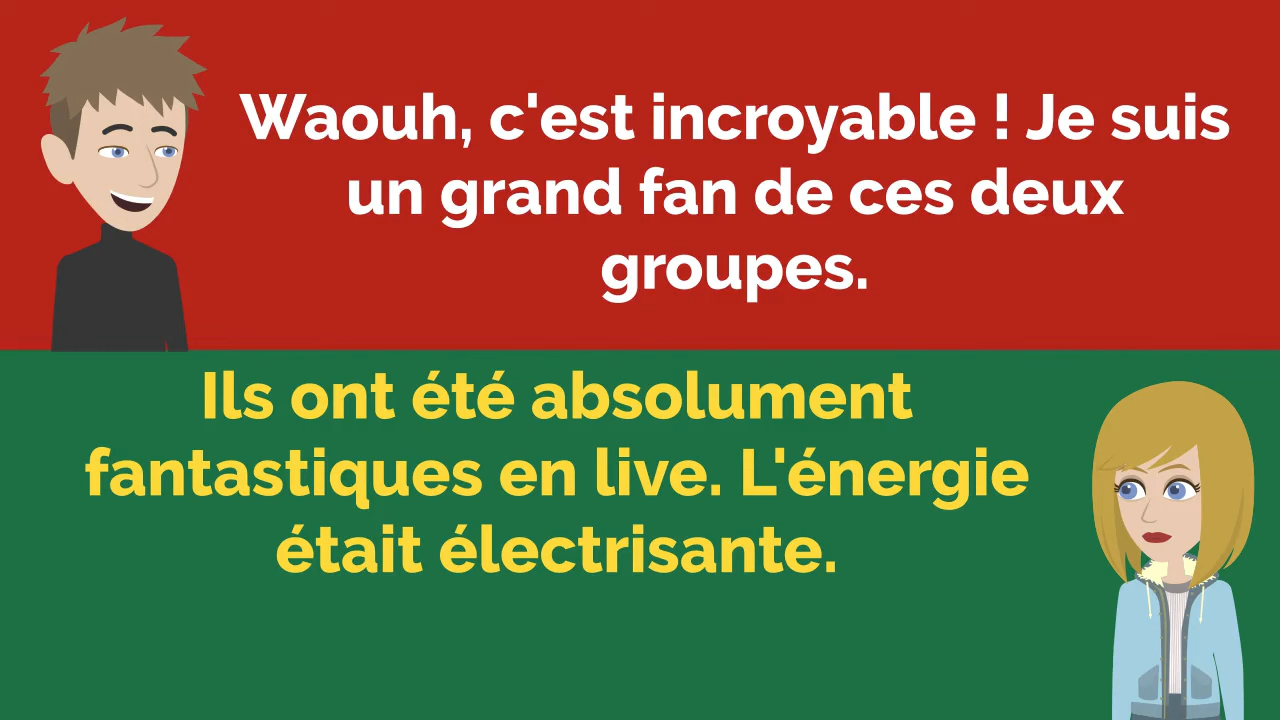 Waouh, c'est incroyable ! Je suis
un grand fan de ces deux
groupes.
Ils ont été absolument
fantastiques en live. L'énergie
était électrisante.